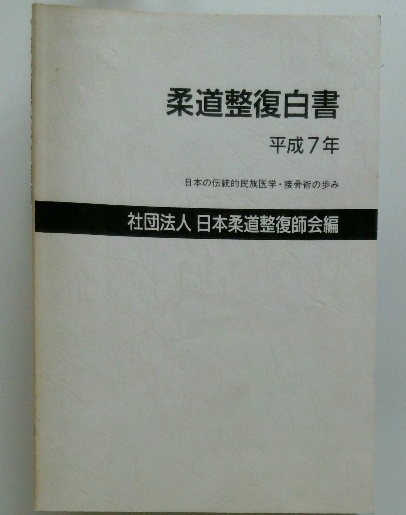 柔道整復白書
平成7年
日本の伝統的民族医学・接骨術の歩み
社団法人 日本柔道整復師会編